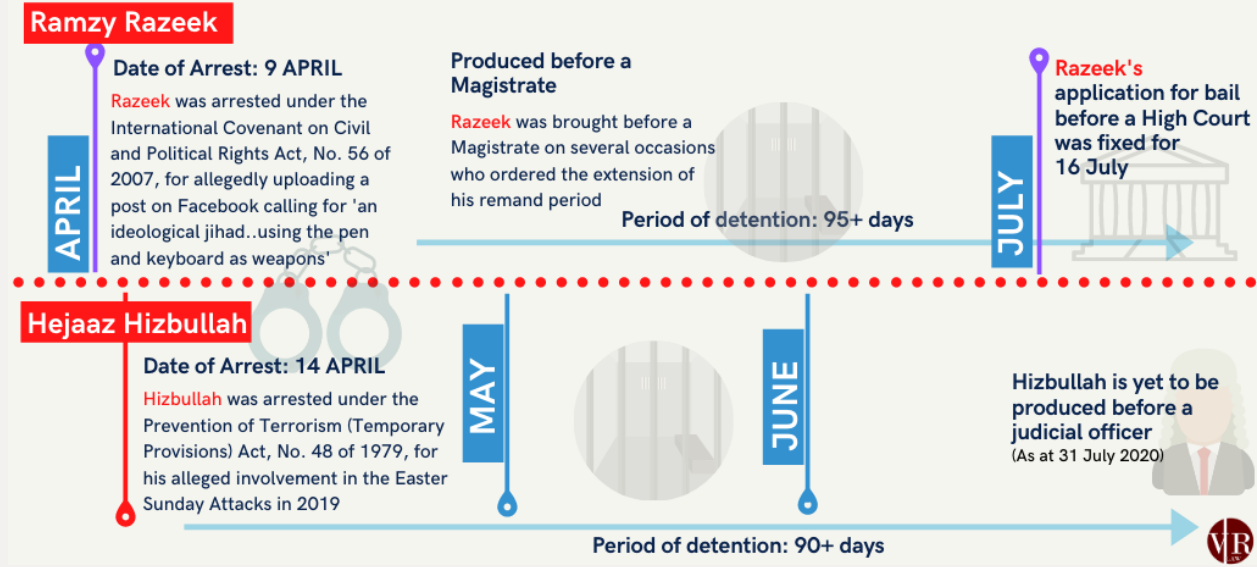 Ramzy Razeek
Date of Arrest: 9 APRIL
Razeek was arrested under the
International Covenant on Civil
and Political Rights Act, No. 56 of
2007, for allegedly uploading a
post on Facebook calling for 'an
ideological jihad..using the pen
and keyboard as weapons'
APRIL
Produced before a
Magistrate
Razeek was brought before a
Magistrate on several occasions
who ordered the extension of
his remand period
Period of detention: 95+ days
JULY
Razeek's
application for bail
before a High Court
was fixed for
16 July
Hejaaz Hizbullah
Date of Arrest: 14 APRIL
Hizbullah was arrested under the
Prevention of Terrorism (Temporary
Provisions) Act, No. 48 of 1979, for
his alleged involvement in the Easter
Sunday Attacks in 2019
MAY
JUNE
Hizbullah is yet to be
produced before a
judicial officer
(As at 31 July 2020)
Period of detention: 90+ days